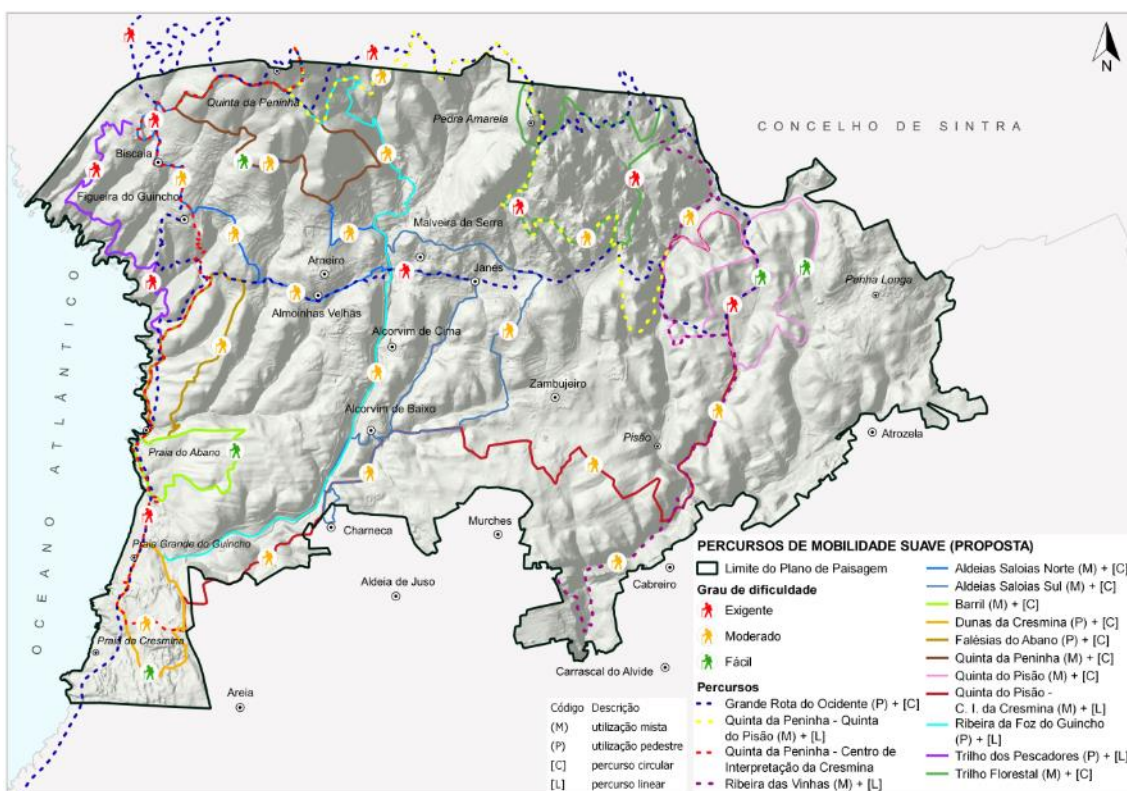 N
CONCELHO DE SINTRA
Quinta da Peninha
Pedra Amarela
Biscaia
Figueira do Guincho
Malveira da Serra
Arneiro
Janes
Penha Longa
Almoinhas Velhas
Alcorvim de Cima
Zambujeiro
Alcorvim de Baixo
Atrozela
OCEANO ATLÂNTICO
Praia do Abano
Pisão
Charneca
Murches
Praia Grande do Guincho
Aldeia de Juso
Cabreiro
Praia do Cresmina
Carrascal do Alvide
Areia
Código Descrição
(M) utilização mista
(P) utilização pedestre
[C] percurso circular
[L] percurso linear
PERCURSOS DE MOBILIDADE SUAVE (PROPOSTA)
Limite do Plano de Paisagem
Grau de dificuldade
Exigente
Moderado
Fácil
Percursos
Grande Rota do Ocidente (P) + [C]
Quinta da Peninha - Quinta
do Pisão (M) + [L]
Quinta da Peninha - Centro de
Interpretação da Cresmina
Ribeira das Vinhas (M) + [L]
Aldeias Saloias Norte (M) + [C]
Aldeias Saloias Sul (M) + [C]
Barril (M) + [C]
Dunas da Cresmina (P) + [C]
Falésias do Abano (P) + [C]
Quinta da Peninha (M) + [C]
Quinta do Pisão (M) + [C]
Quinta do Pisão -
C. I. da Cresmina (M) + [L]
Ribeira da Foz do Guincho
(P) + [L]
Trilho dos Pescadores (P) + [L]
Trilho Florestal (M) + [C]